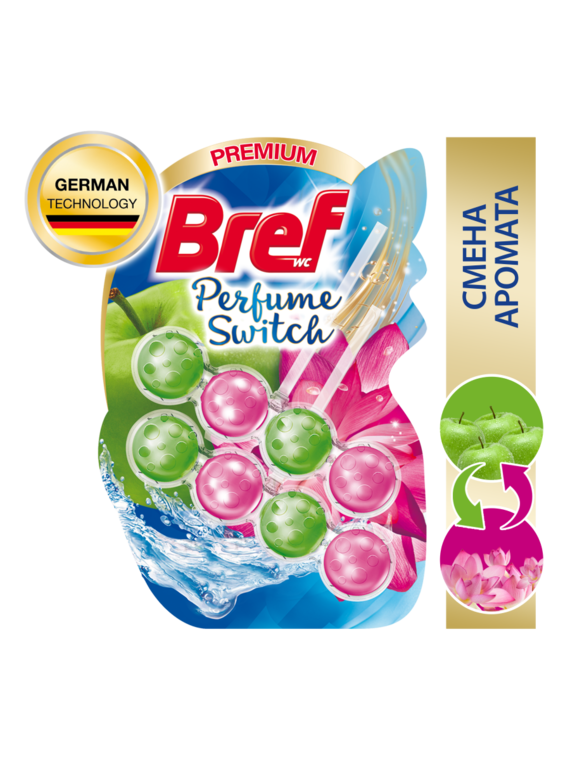 PREMIUM
GERMAN
TECHNOLOGY
Bref
WC
Perfume
Switch
СМЕНА
АРОМАТА